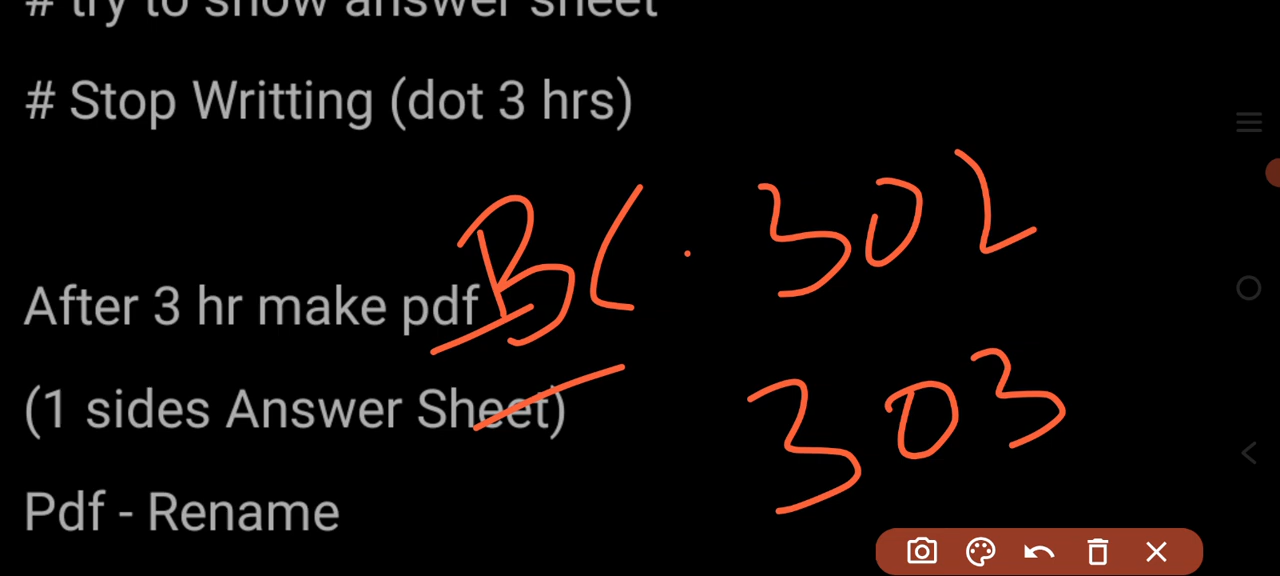 # try to show answer sheet
# Stop Writting (dot 3 hrs)
BC. 302
After 3 hr make pdf
303
(1 sides Answer Sheet)
Pdf - Rename